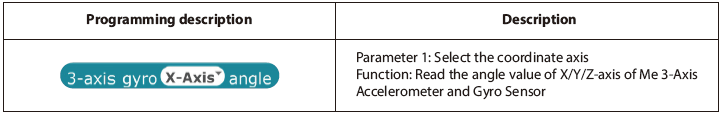 Programming description
Description
3-axis gyro X-Axis angle
Parameter 1: Select the coordinate axis
Function: Read the angle value of X/Y/Z-axis of Me 3-Axis
Accelerometer and Gyro Sensor